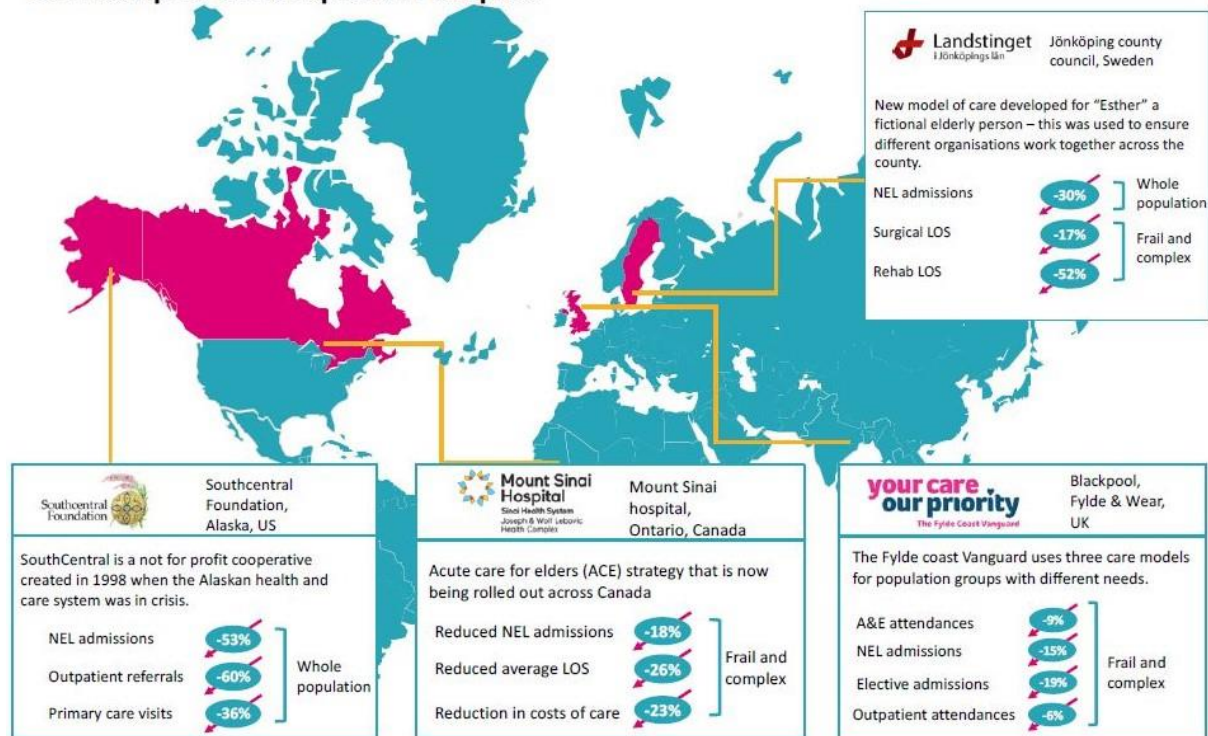 Landstinget
i Jönköpings län
Jönköping county
council, Sweden
New model of care developed for “Esther” a
fictional elderly person – this was used to ensure
different organisations work together across the
county.
NEL admissions
-30%
Whole
population
Surgical LOS
-17%
Rehab LOS
-52%
Frail and
complex
Southcentral
Foundation
Southcentral
Foundation,
Alaska, US
SouthCentral is a not for profit cooperative
created in 1998 when the Alaskan health and
care system was in crisis.
NEL admissions
-53%
Outpatient referrals
-60%
Primary care visits
-36%
Whole
population
Mount Sinai
Hospital
Sinai Health System
Joseph & Wolf Lebovic
Health Complex
Mount Sinai
hospital,
Ontario, Canada
Acute care for elders (ACE) strategy that is now
being rolled out across Canada
Reduced NEL admissions
-18%
Reduced average LOS
-26%
Reduction in costs of care
-23%
Frail and
complex
your care
our priority
The Fylde Coast Vanguard
Blackpool,
Fylde & Wear,
UK
The Fylde coast Vanguard uses three care models
for population groups with different needs.
A&E attendances
-9%
NEL admissions
-15%
Elective admissions
-19%
Outpatient attendances
-6%
Frail and
complex